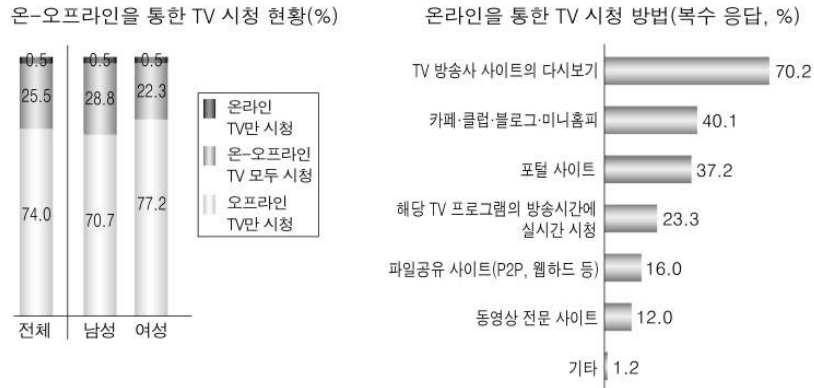 온–오프라인을 통한 TV 시청 현황(%)
0.5
0.5
0.5
25.5
28.8
22.3
74.0
70.7
77.2
전체
남성
여성
온라인
TV만 시청
온–오프라인
TV 모두 시청
오프라인
TV만 시청
온라인을 통한 TV 시청 방법(복수 응답, %)
TV 방송사 사이트의 다시보기
70.2
카페·클럽·블로그·미니홈피
40.1
포털 사이트
37.2
해당 TV 프로그램의 방송시간에
실시간 시청
23.3
파일공유 사이트(P2P, 웹하드 등)
16.0
동영상 전문 사이트
12.0
기타
1.2